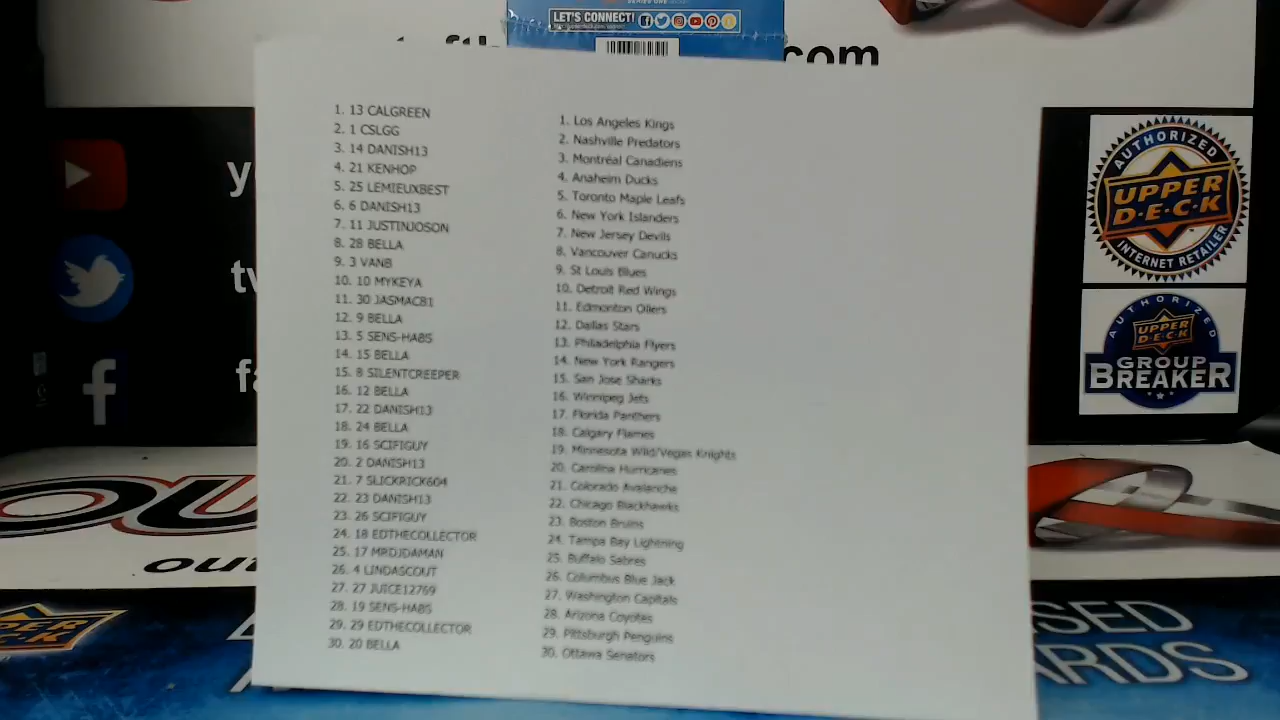 LET'S CONNECT!
com
1. 13 CALGREEN
2. 1 CSLGG
3. 14 DANISH13
4. 21 KENHOP
5. 25 LEMIEUXBEST
6. 6 DANISH13
7. 11 JUSTINJOSON
8. 28 BELLA
9. 3 VANB
10. 10 MYKEYA
11. 30 JASMAC81
12. 9 BELLA
13. 5 SENS-HABS
14. 15 BELLA
15. 8 SILENTCREEPER
16. 12 BELLA
17. 22 DANISH13
18. 24 BELLA
19. 16 SCIFIGUY
20. 2 DANISH13
21. 7 SLICKRICK604
22. 23 DANISH13
23. 26 SCIFIGUY
24. 18 EDTHECOLLECTOR
25. 17 MRDJDAMAN
26. 4 LINDASCOUT
27. 27 JUICE12769
28. 19 SENS-HABS
29. 29 EDTHECOLLECTOR
30. 20 BELLA
1. Los Angeles Kings
2. Nashville Predators
3. Montréal Canadiens
4. Anaheim Ducks
5. Toronto Maple Leafs
6. New York Islanders
7. New Jersey Devils
8. Vancouver Canucks
9. St Louis Blues
10. Detroit Red Wings
11. Edmonton Oilers
12. Dallas Stars
13. Philadelphia Flyers
14. New York Rangers
15. San Jose Sharks
16. Winnipeg Jets
17. Florida Panthers
18. Calgary Flames
19. Minnesota Wild/Vegas Knights
20. Carolina Hurricanes
21. Colorado Avalanche
22. Chicago Blackhawks
23. Boston Bruins
24. Tampa Bay Lightning
25. Buffalo Sabres
26. Columbus Blue Jack
27. Washington Capitals
28. Arizona Coyotes
29. Pittsburgh Penguins
30. Ottawa Senators
AUTHORIZED
UPPER
D·E·C·K
INTERNET RETAILER
AUTHORIZED
UPPER
DECK
GROUP
BREAKER
y
tw
fa
OU
ou
SED
RDS